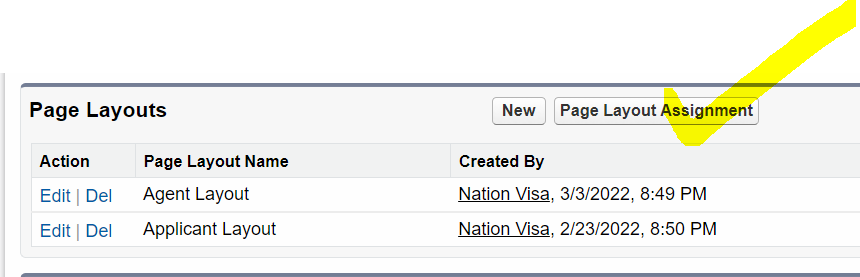 Page Layouts New Page Layout Assignment
Action Page Layout Name Created By
Edit | Del Agent Layout Nation Visa, 3/3/2022, 8:49 PM
Edit | Del Applicant Layout Nation Visa, 2/23/2022, 8:50 PM